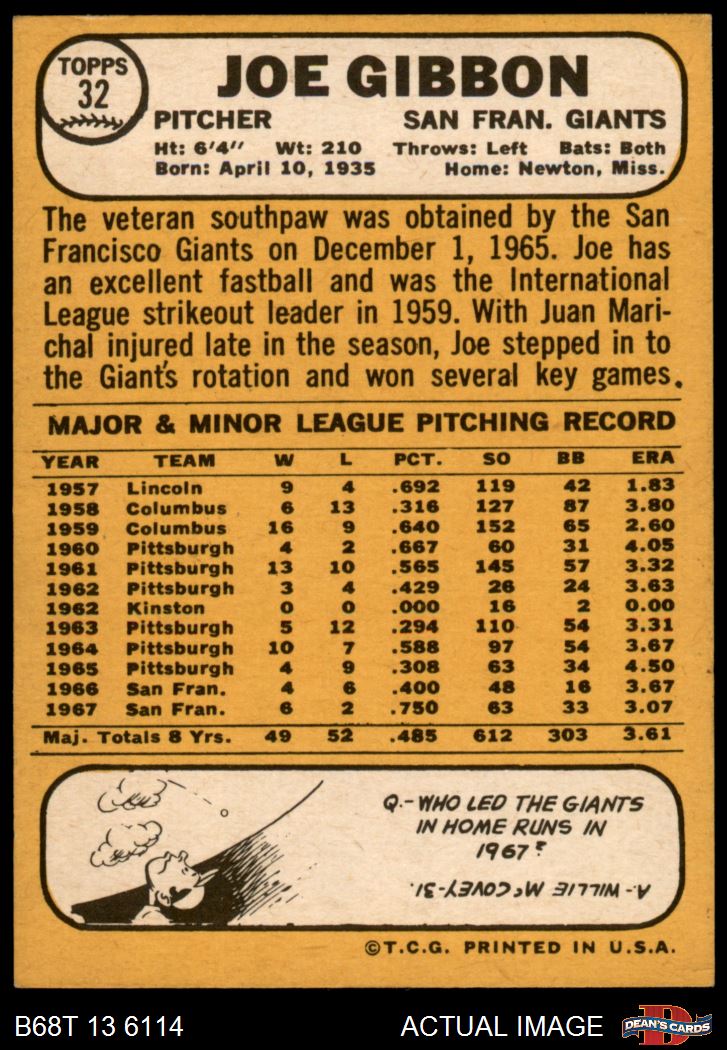 TOPPS
32
JOE GIBBON
PITCHER SAN FRAN. GIANTS
Ht: 6'4" Wt: 210 Throws: Left Bats: Both
Born: April 10, 1935 Home: Newton, Miss.
The veteran southpaw was obtained by the San
Francisco Giants on December 1, 1965. Joe has
an excellent fastball and was the International
League strikeout leader in 1959. With Juan Mari-
chal injured late in the season, Joe stepped in to
the Giant's rotation and won several key games.
MAJOR & MINOR LEAGUE PITCHING RECORD
YEAR TEAM W L PCT. SO BB ERA
1957 Lincoln 9 4 .692 119 42 1.83
1958 Columbus 6 13 .316 127 87 3.80
1959 Columbus 16 9 .640 152 65 2.60
1960 Pittsburgh 4 2 .667 60 31 4.05
1961 Pittsburgh 13 10 .565 145 57 3.32
1962 Pittsburgh 3 4 .429 26 24 3.63
1962 Kinston 0 0 .000 16 2 0.00
1963 Pittsburgh 5 12 .294 110 54 3.31
1964 Pittsburgh 10 7 .588 97 54 3.67
1965 Pittsburgh 4 9 .308 63 34 4.50
1966 San Fran. 4 6 .400 48 16 3.67
1967 San Fran. 6 2 .750 63 33 3.07
Maj. Totals 8 Yrs. 49 52 .485 612 303 3.61
Q.-WHO LED THE GIANTS
IN HOME RUNS IN
1967?
A.-WILLIE McCOVEY-31.
©T.C.G. PRINTED IN U.S.A.
B68T 13 6114 ACTUAL IMAGE
D
DEAN'S CARDS